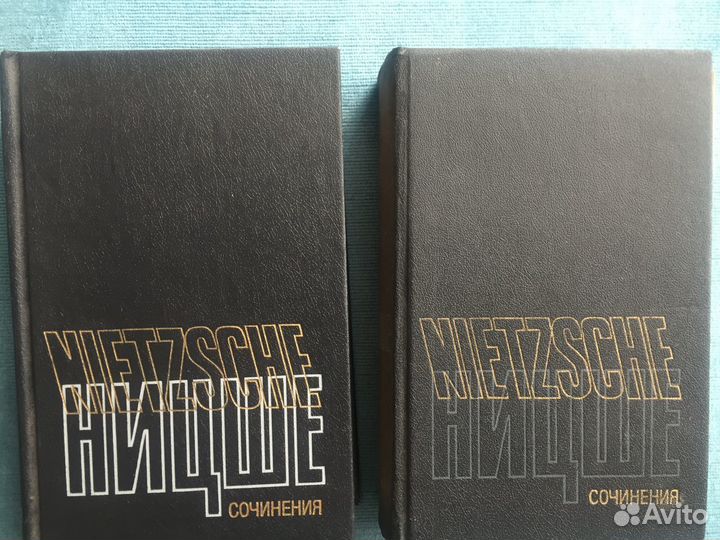 NIETZSCHE
НИЦШЕ
СОЧИНЕНИЯ
NIETZSCHE
НИЦШЕ
СОЧИНЕНИЯ
Avito